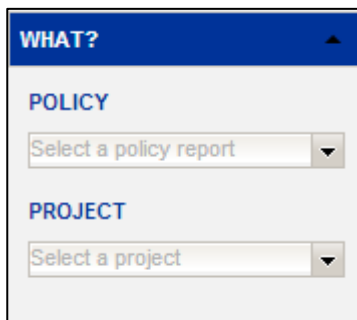 WHAT?
POLICY
Select a policy report
PROJECT
Select a project